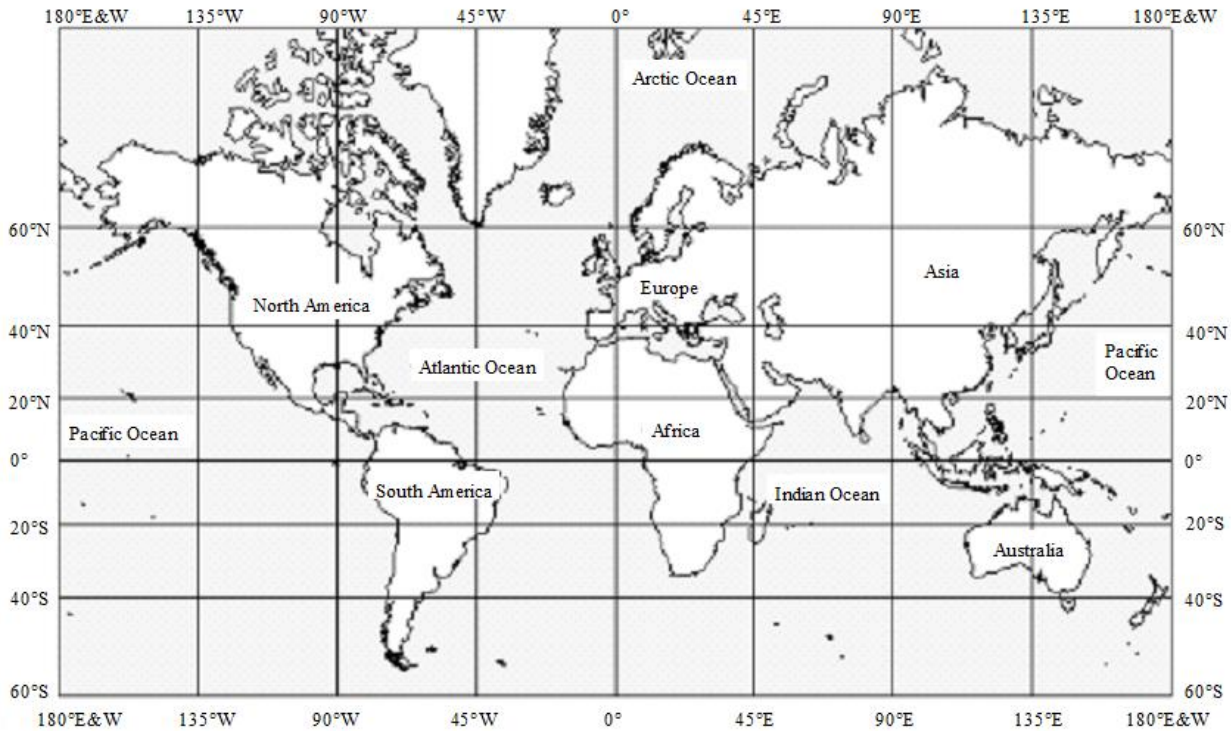 180°E&W 135°W 90°W 45°W 0° 45°E 90°E 135°E 180°E&W
Arctic Ocean
60°N 60°N
Asia
Europe
North America
40°N 40°N
Pacific
Ocean
Atlantic Ocean
20°N 20°N
Africa
Pacific Ocean
0° 0°
South America
Indian Ocean
20°S 20°S
Australia
40°S 40°S
60°S 60°S
180°E&W 135°W 90°W 45°W 0° 45°E 90°E 135°E 180°E&W